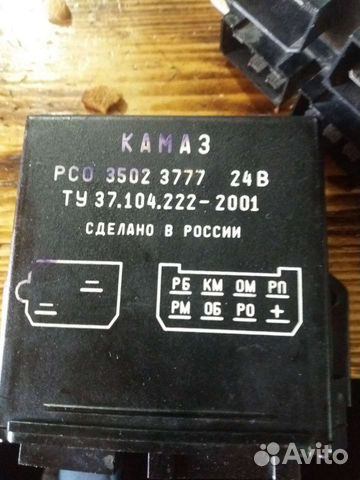 КАМАЗ
РСО 3502 3777 24В
ТУ 37.104.222-2001
СДЕЛАНО В РОССИИ
РБ КМ ОМ РП
РМ ОБ РО +
Avito